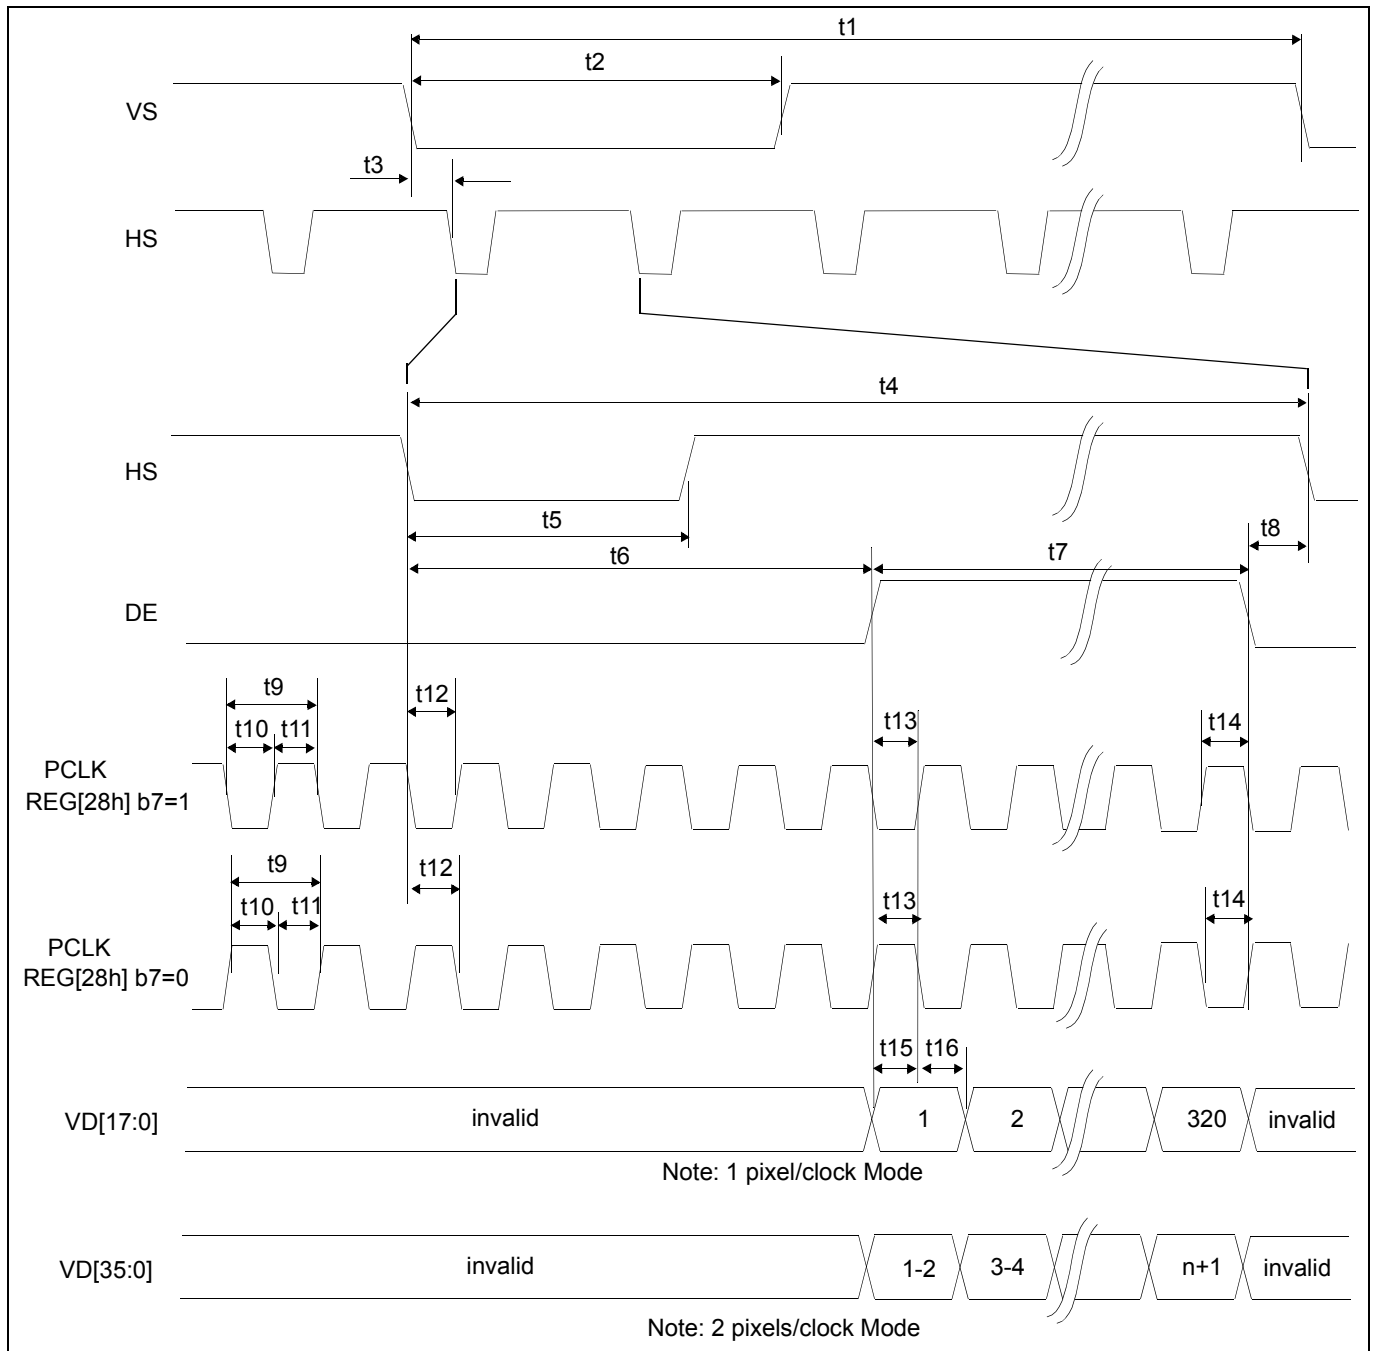 t1
t2
VS
t3
HS
t4
HS
t5
t8
t6
t7
DE
t9
t12
t10 t11
t13
t14
PCLK
REG[28h] b7=1
t9
t12
t10 t11
t13
t14
PCLK
REG[28h] b7=0
t15 t16
VD[17:0] invalid 1 2 320 invalid
Note: 1 pixel/clock Mode
VD[35:0] invalid 1-2 3-4 n+1 invalid
Note: 2 pixels/clock Mode